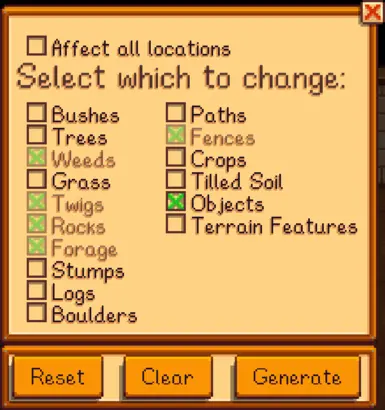 Affect all locations
Select which to change:
Bushes
Trees
Weeds
Grass
Twigs
Rocks
Forage
Stumps
Logs
Boulders
Paths
Fences
Crops
Tilled Soil
Objects
Terrain Features
Reset
Clear
Generate